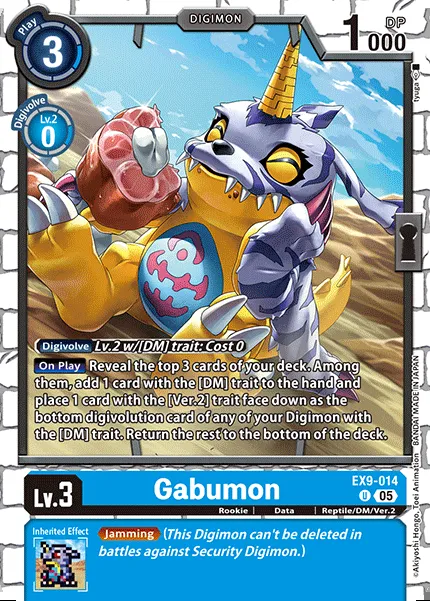 DIGIMON
Play
3
DP
1000
Digivolve
Lv.2
0
tyuga
Digivolve Lv.2 w/[DM] trait: Cost 0
On Play Reveal the top 3 cards of your deck. Among
them, add 1 card with the [DM] trait to the hand and
place 1 card with the [Ver.2] trait face down as the
bottom digivolution card of any of your Digimon with
the [DM] trait. Return the rest to the bottom of the deck.
©Akiyoshi Hongo, Toei Animation BANDAI MADE IN JAPAN
Lv.3
Gabumon
EX9-014
U 05
Rookie | Data | Reptile/DM/Ver.2
Inherited Effect
Jamming (This Digimon can't be deleted in
battles against Security Digimon.)